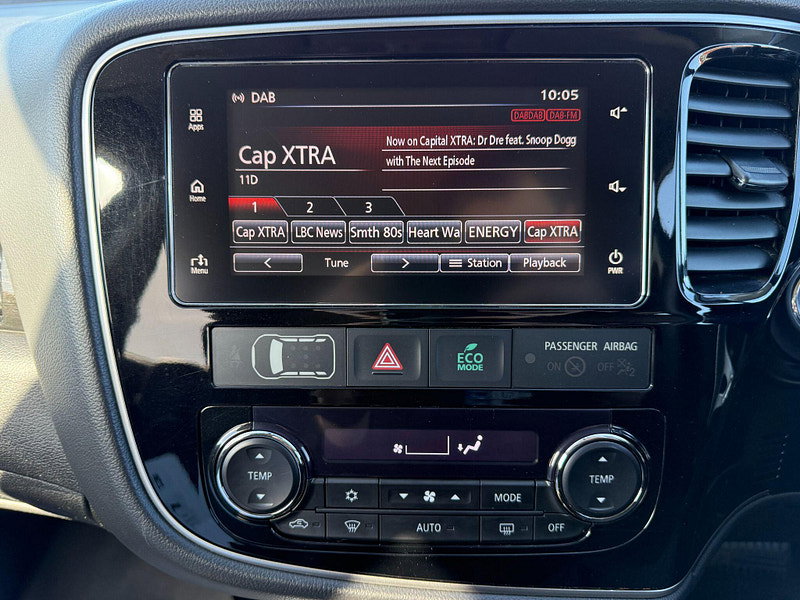 DAB 10:05
DABDAB DAB-FM
Apps
Now on Capital XTRA: Dr Dre feat. Snoop Dogg
Cap XTRA
with The Next Episode
11D
Home
1 2 3
Cap XTRA LBC News Smth 80s Heart Wa ENERGY Cap XTRA
< Tune > Station Playback
Menu PWR
ECO
MODE
PASSENGER AIRBAG
ON OFF
TEMP TEMP
MODE
AUTO OFF